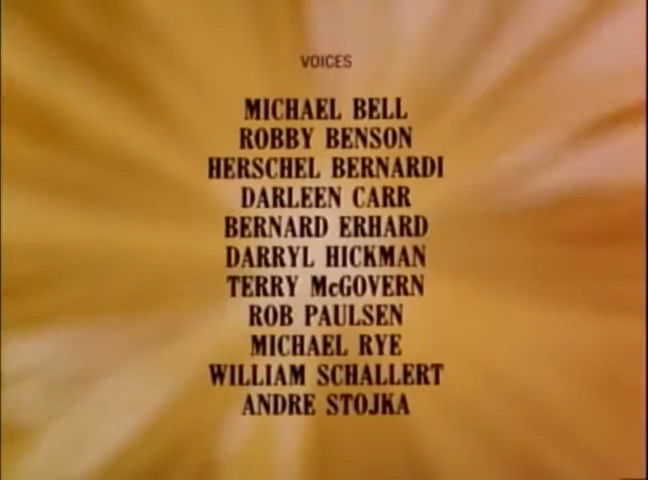 VOICES
MICHAEL BELL
ROBBY BENSON
HERSCHEL BERNARDI
DARLEEN CARR
BERNARD ERHARD
DARRYL HICKMAN
TERRY McGOVERN
ROB PAULSEN
MICHAEL RYE
WILLIAM SCHALLERT
ANDRE STOJKA